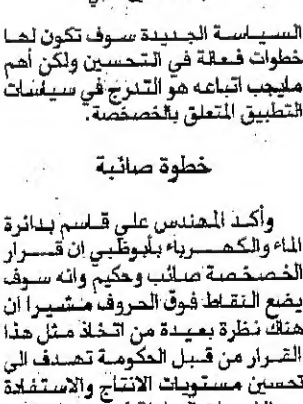 السياسة الجديدة سوف تكون لها
خطوات فعالة في التحسين ولكن أهم
مايجب اتباعه هو التدرج في سياسات
التطبيق المتعلق بالخصخصة.
خطوة صائبة
وأكد المهندس علي قاسم بدائرة
الماء والكهرباء بأبوظبي ان قرار
الخصخصة صائب وحكيم وانه سوف
يضع النقاط فوق الحروف مشيرا ان
هناك نظرة بعيدة من اتخاذ مثل هذا
القرار من قبل الحكومة تهدف الى
تحسين مستويات الانتاج والاستفادة